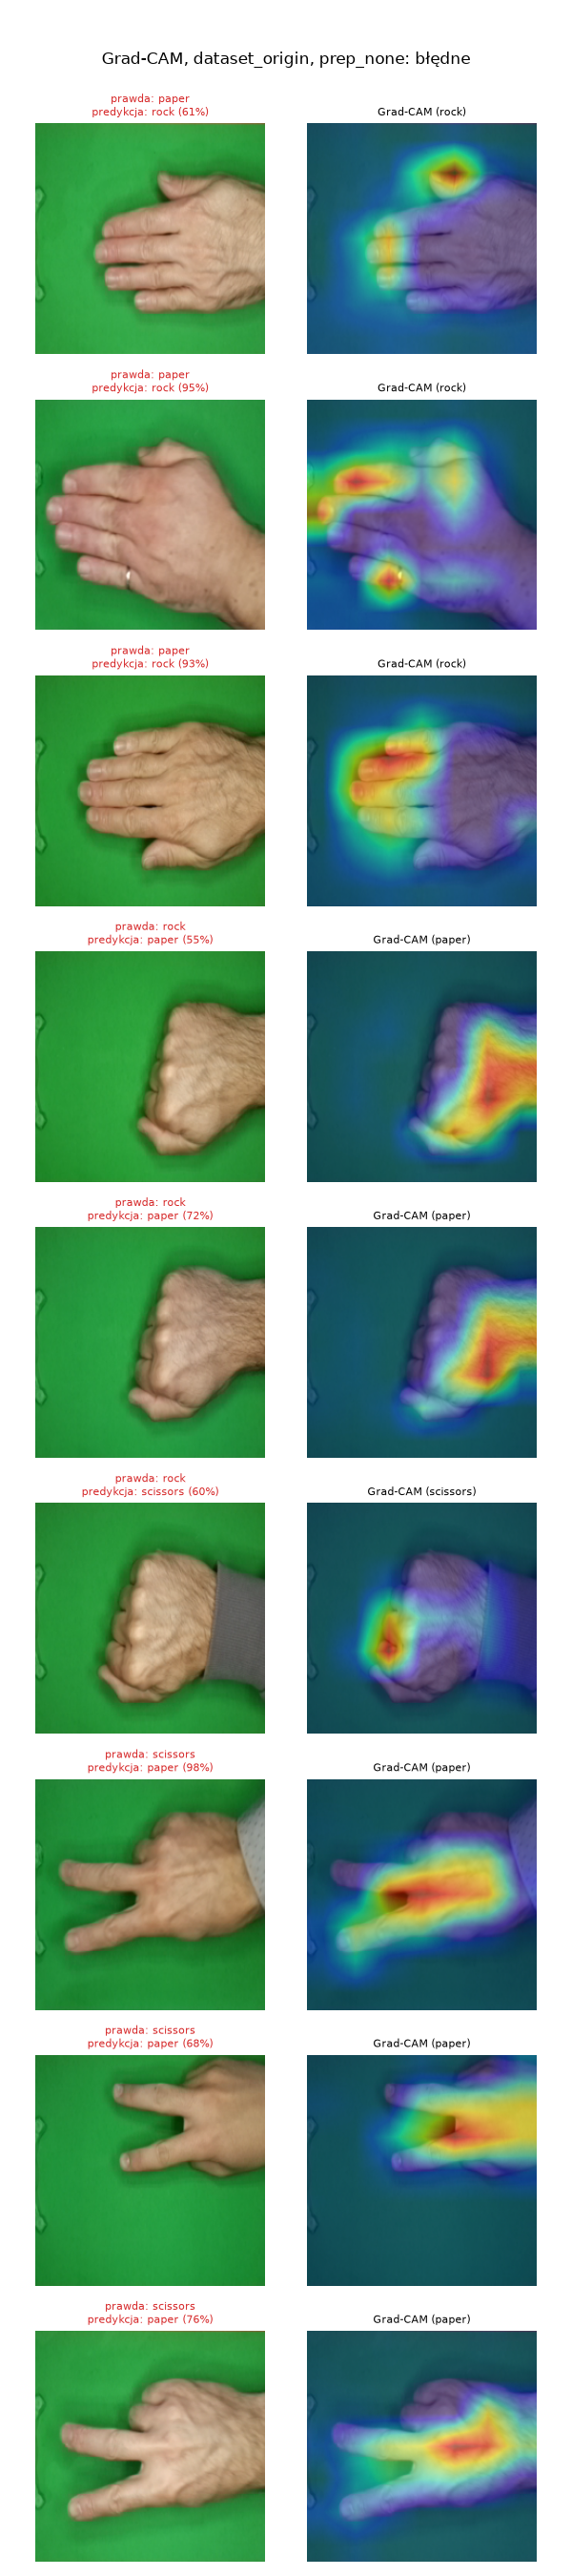 Grad-CAM, dataset_origin, prep_none: błędne
prawda: paper
predykcja: rock (61%)
Grad-CAM (rock)
prawda: paper
predykcja: rock (95%)
Grad-CAM (rock)
prawda: paper
predykcja: rock (93%)
Grad-CAM (rock)
prawda: rock
predykcja: paper (55%)
Grad-CAM (paper)
prawda: rock
predykcja: paper (72%)
Grad-CAM (paper)
prawda: rock
predykcja: scissors (60%)
Grad-CAM (scissors)
prawda: scissors
predykcja: paper (98%)
Grad-CAM (paper)
prawda: scissors
predykcja: paper (68%)
Grad-CAM (paper)
prawda: scissors
predykcja: paper (76%)
Grad-CAM (paper)